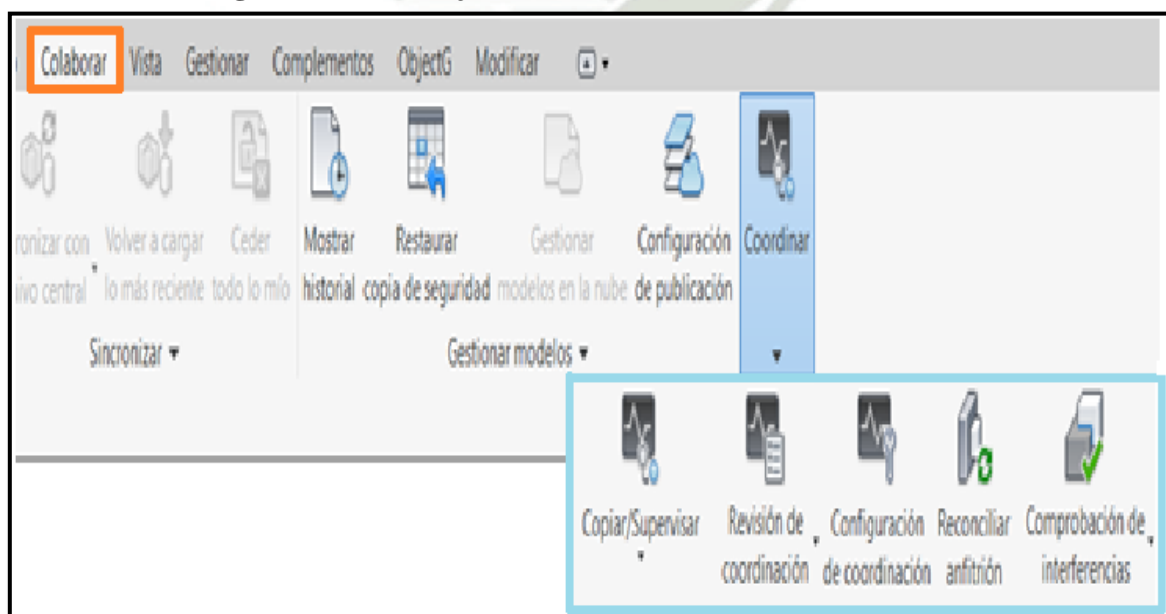 Colaborar Vista Gestionar Complementos ObjectG Modificar
Volver a cargar Ceder Mostrar Restaurar Gestionar Configuración Coordinar
lo más reciente todo lo mío historial copia de seguridad modelos en la nube de publicación
Sincronizar Gestionar modelos
Copiar/Supervisar Revisión de Configuración Reconciliar Comprobación de
coordinación de coordinación anfitrión interferencias